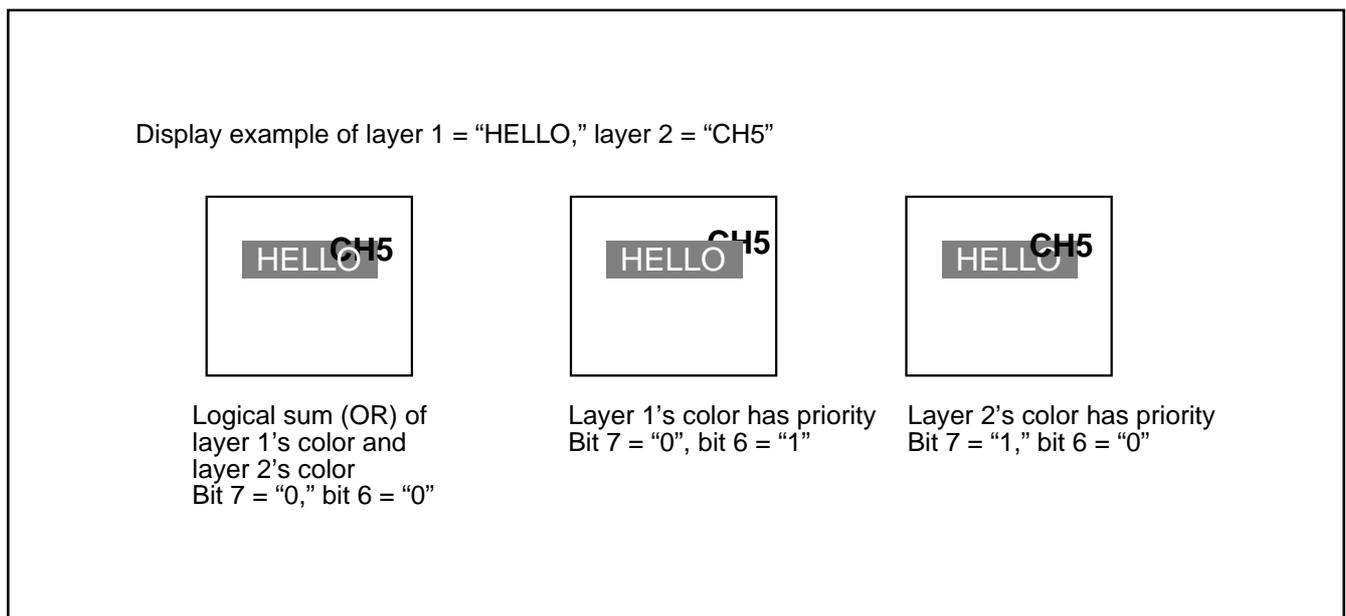 Display example of layer 1 = “HELLO,” layer 2 = “CH5”
HELLO CH5
HELLO CH5
HELLO CH5
Logical sum (OR) of
layer 1’s color and
layer 2’s color
Bit 7 = “0,” bit 6 = “0”
Layer 1’s color has priority
Bit 7 = “0”, bit 6 = “1”
Layer 2’s color has priority
Bit 7 = “1,” bit 6 = “0”